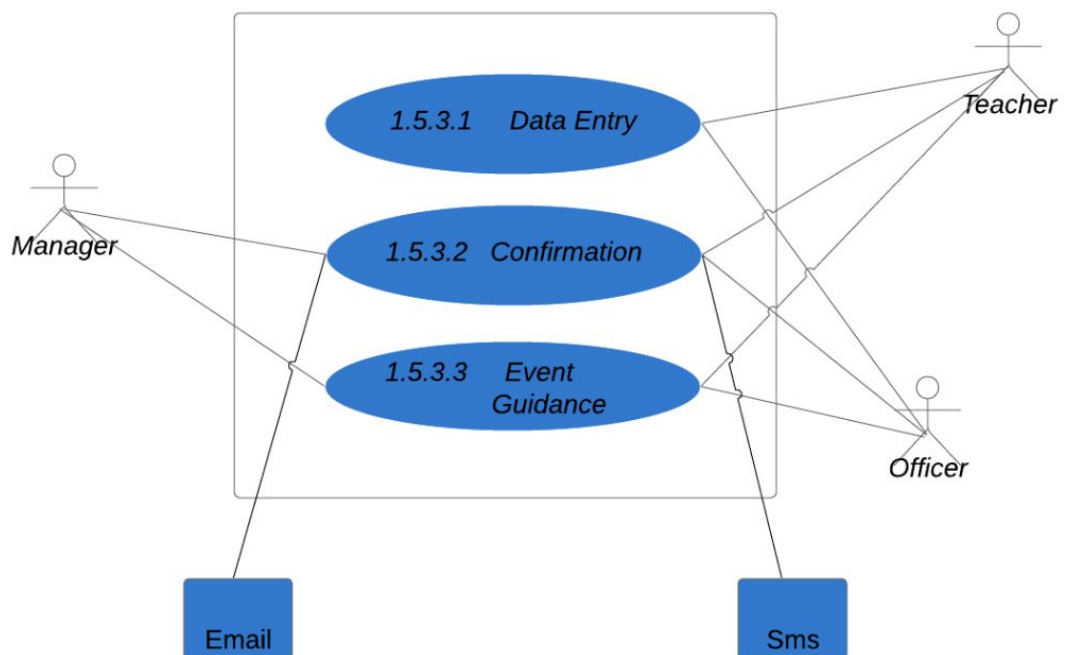 1.5.3.1 Data Entry
Teacher
Manager
1.5.3.2 Confirmation
1.5.3.3 Event
Guidance
Officer
Email
Sms